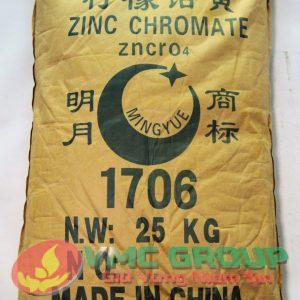 柠檬铬黄
ZINC CHROMATE
zncro4
明月
MINGYUE
商标
1706
N.W: 25 KG
VMC GROUP
MADE IN CHINA